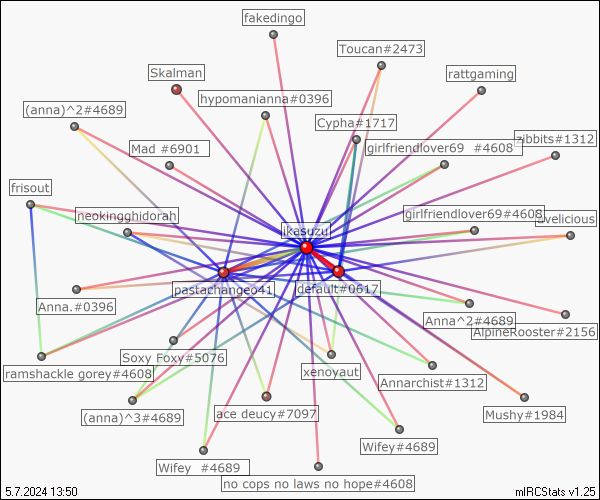 fakedingo
Toucan#2473
Skalman
rattgaming
hypomanianna#0396
(anna)^2#4689
Cypha#1717
zibbits#1312
Mad #6901
girlfriendlover69 #4608
frisout
neokingghidorah
girlfriendlover69#4608
ikasuzu
pastachangeo41
default#0617
Anna.#0396
Anna^2#4689
AlpineRooster#2156
Soxy Foxy#5076
ramshackle gorey#4608
xenoyaut
Annarchist#1312
(anna)^3#4689
ace deucy#7097
Mushy#1984
Wifey#4689
Wifey #4689
no cops no laws no hope#4608
5.7.2024 13:50
mIRCStats v1.25